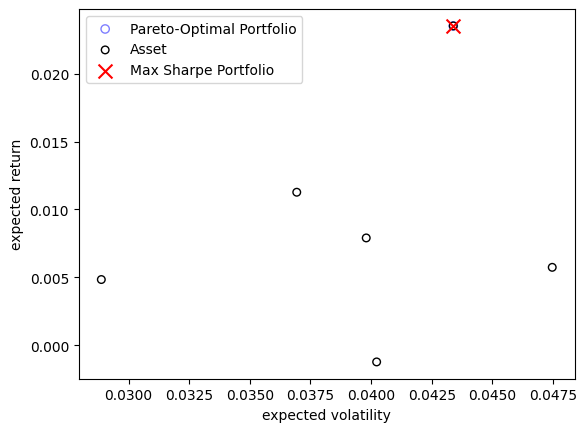 Pareto-Optimal Portfolio
Asset
Max Sharpe Portfolio
0.020
0.015
0.010
0.005
0.000
expected return
0.0300 0.0325 0.0350 0.0375 0.0400 0.0425 0.0450 0.0475
expected volatility